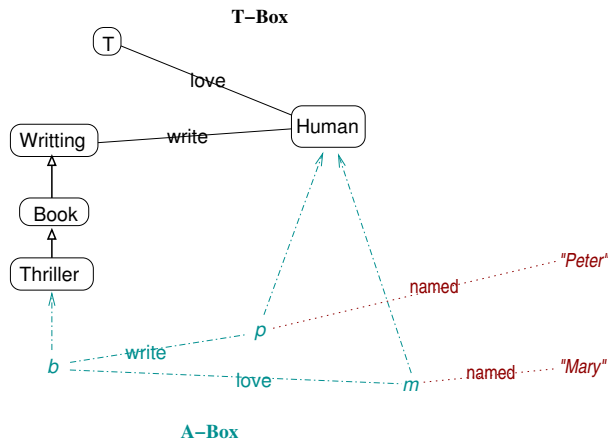 T-Box
T
love
Human
Writting
write
Book
Thriller
"Peter"
named
p
write
b
love
m
named
"Mary"
A-Box